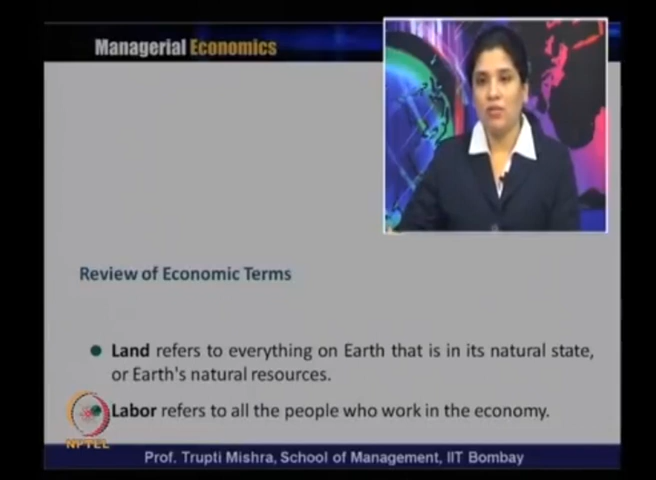 Managerial Economics
Review of Economic Terms
Land refers to everything on Earth that is in its natural state,
or Earth's natural resources.
Labor refers to all the people who work in the economy.
NPTEL
Prof. Trupti Mishra, School of Management, IIT Bombay